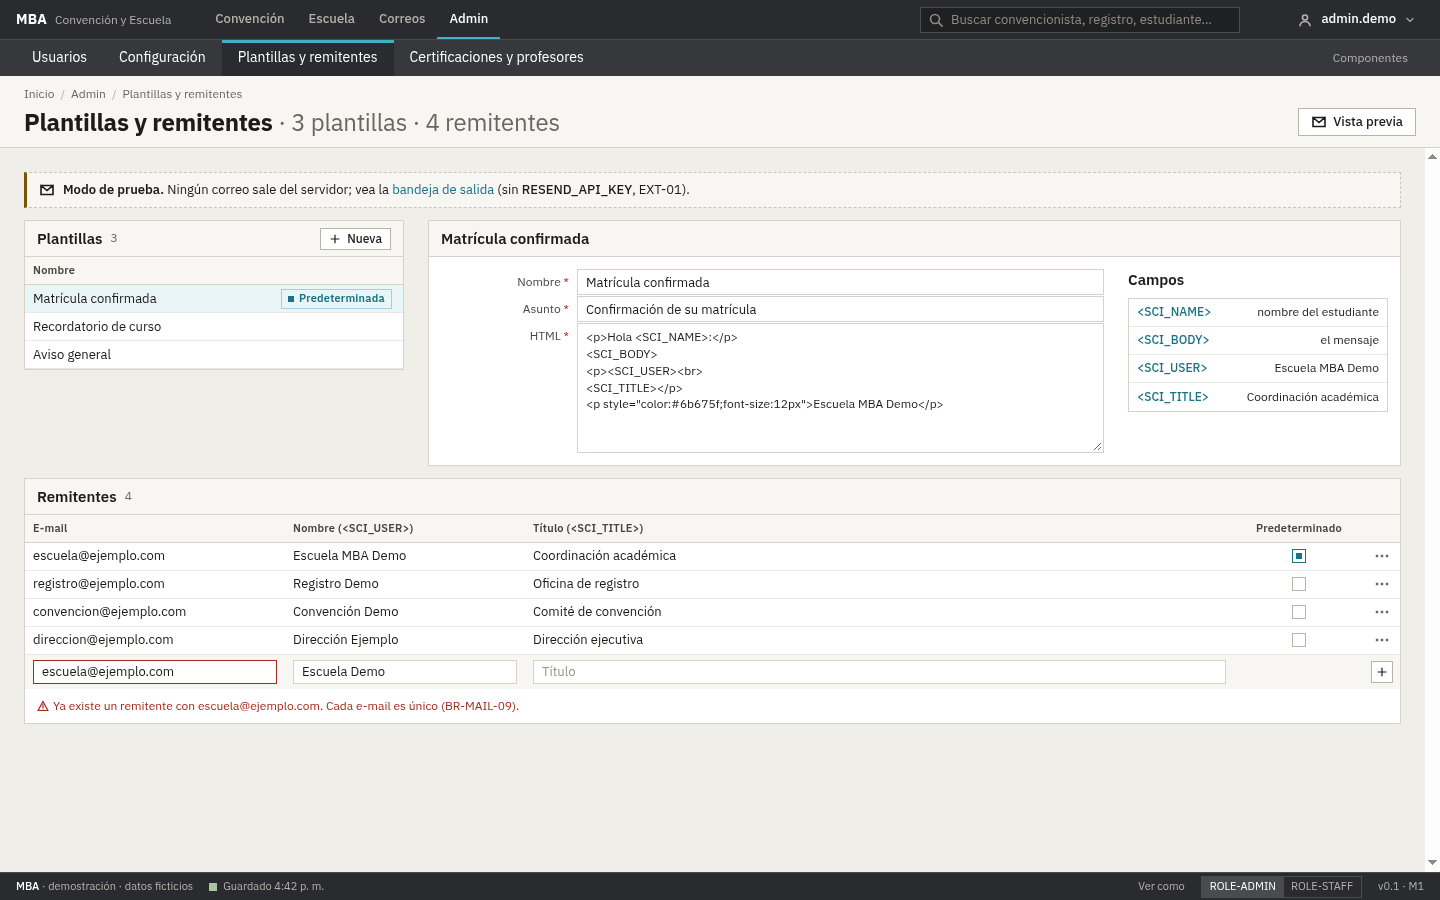 MBA Convención y Escuela Convención Escuela Correos Admin Buscar convencionista, registro, estudiante... admin.demo
Usuarios Configuración Plantillas y remitentes Certificaciones y profesores Componentes
Inicio / Admin / Plantillas y remitentes
Plantillas y remitentes · 3 plantillas · 4 remitentes Vista previa
Modo de prueba. Ningún correo sale del servidor; vea la bandeja de salida (sin RESEND_API_KEY, EXT-01).
Plantillas 3 + Nueva
Nombre
Matrícula confirmada Predeterminada
Recordatorio de curso
Aviso general
Matrícula confirmada
Nombre * Matrícula confirmada
Asunto * Confirmación de su matrícula
HTML * <p>Hola <SCI_NAME>:</p>
<SCI_BODY>
<p><SCI_USER><br>
<SCI_TITLE></p>
<p style="color:#6b675f;font-size:12px">Escuela MBA Demo</p>
Campos
<SCI_NAME> nombre del estudiante
<SCI_BODY> el mensaje
<SCI_USER> Escuela MBA Demo
<SCI_TITLE> Coordinación académica
Remitentes 4
E-mail Nombre (<SCI_USER>) Título (<SCI_TITLE>) Predeterminado
escuela@ejemplo.com Escuela MBA Demo Coordinación académica
registro@ejemplo.com Registro Demo Oficina de registro
convencion@ejemplo.com Convención Demo Comité de convención
direccion@ejemplo.com Dirección Ejemplo Dirección ejecutiva
escuela@ejemplo.com Escuela Demo Título +
Ya existe un remitente con escuela@ejemplo.com. Cada e-mail es único (BR-MAIL-09).
MBA · demostración · datos ficticios Guardado 4:42 p. m. Ver como ROLE-ADMIN ROLE-STAFF v0.1 · M1